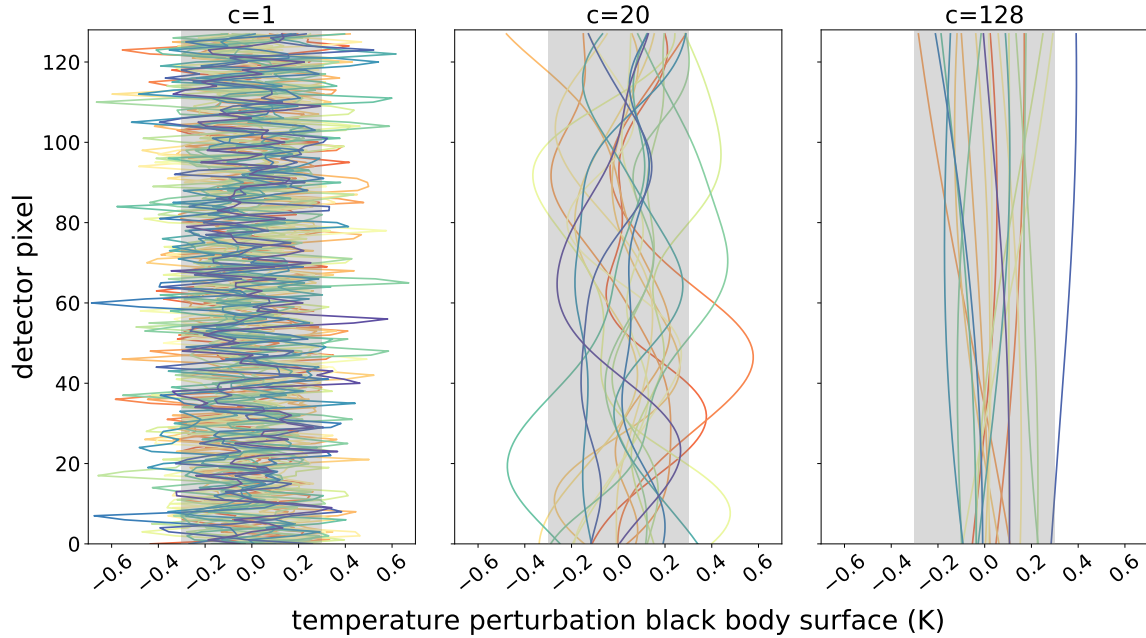 c=1
c=20
c=128
detector pixel
120
100
80
60
40
20
0
−0.6 −0.4 −0.2 0.0 0.2 0.4 0.6
−0.6 −0.4 −0.2 0.0 0.2 0.4 0.6
−0.6 −0.4 −0.2 0.0 0.2 0.4 0.6
temperature perturbation black body surface (K)